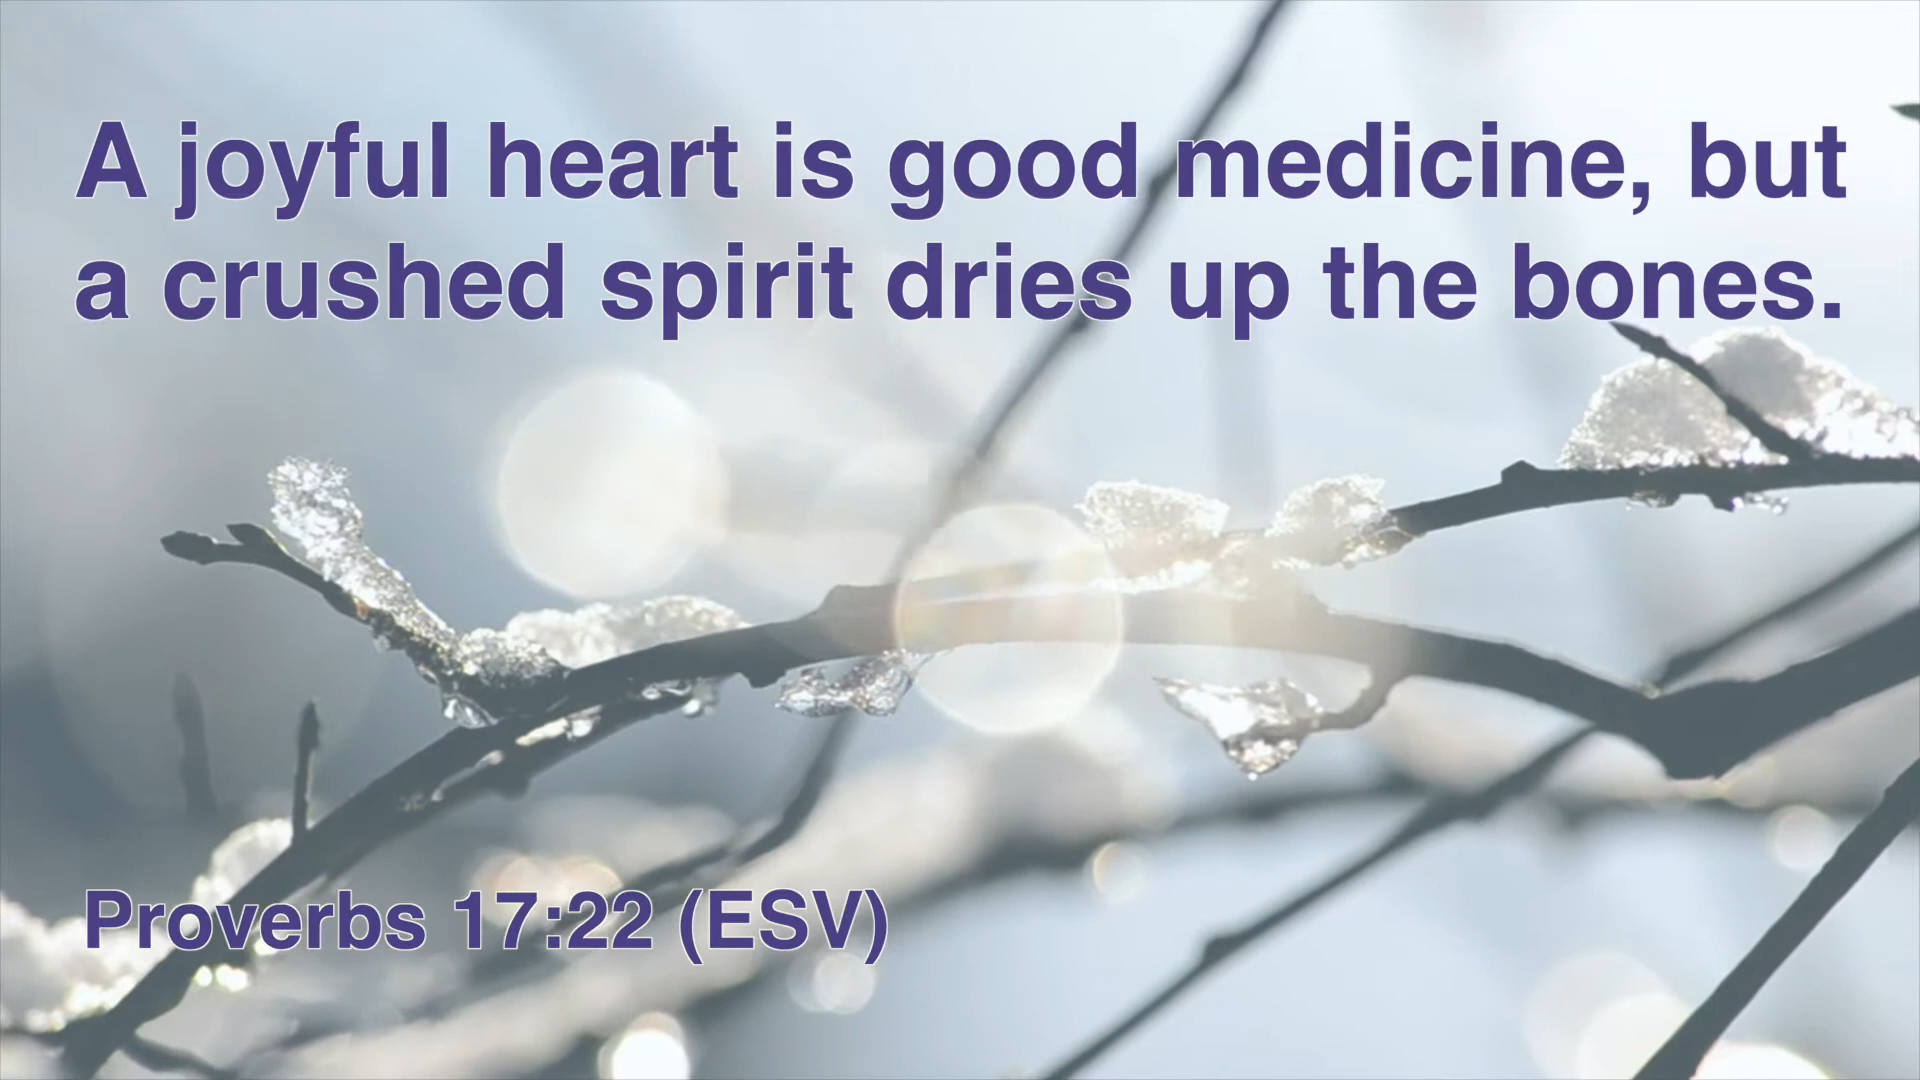 A joyful heart is good medicine, but
a crushed spirit dries up the bones.
Proverbs 17:22 (ESV)